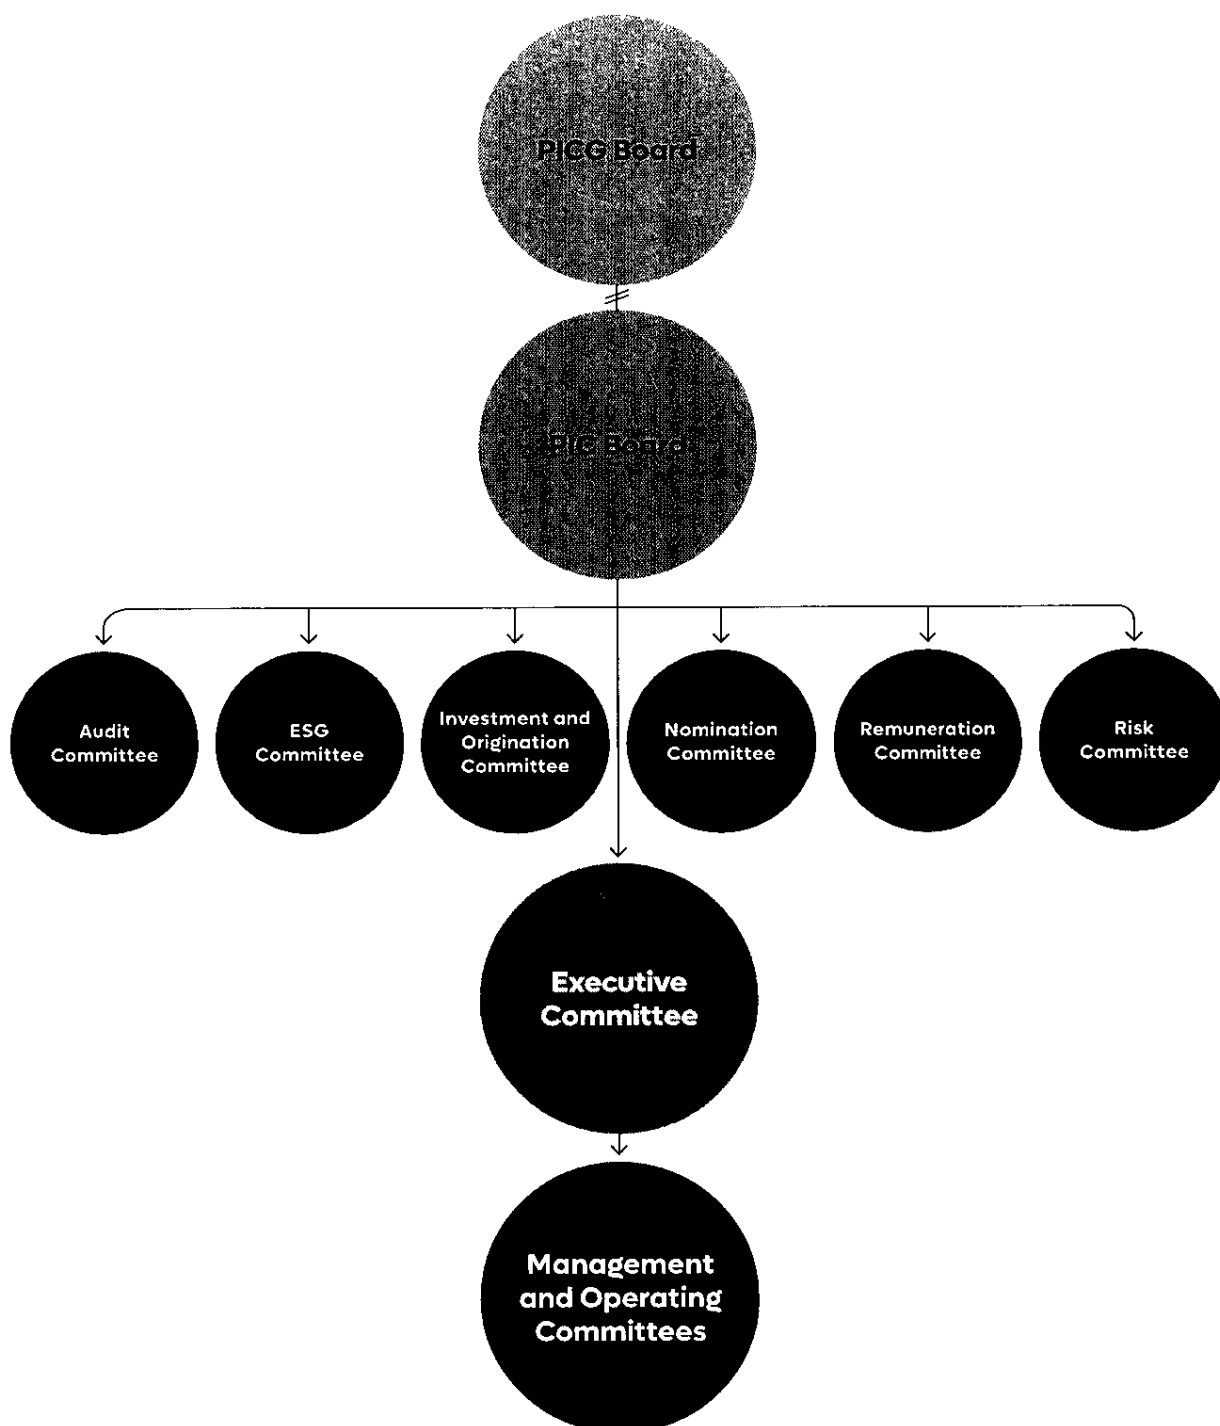 PICG Board
PIC Board
Audit
Committee
ESG
Committee
Investment and
Origination
Committee
Nomination
Committee
Remuneration
Committee
Risk
Committee
Executive
Committee
Management
and Operating
Committees